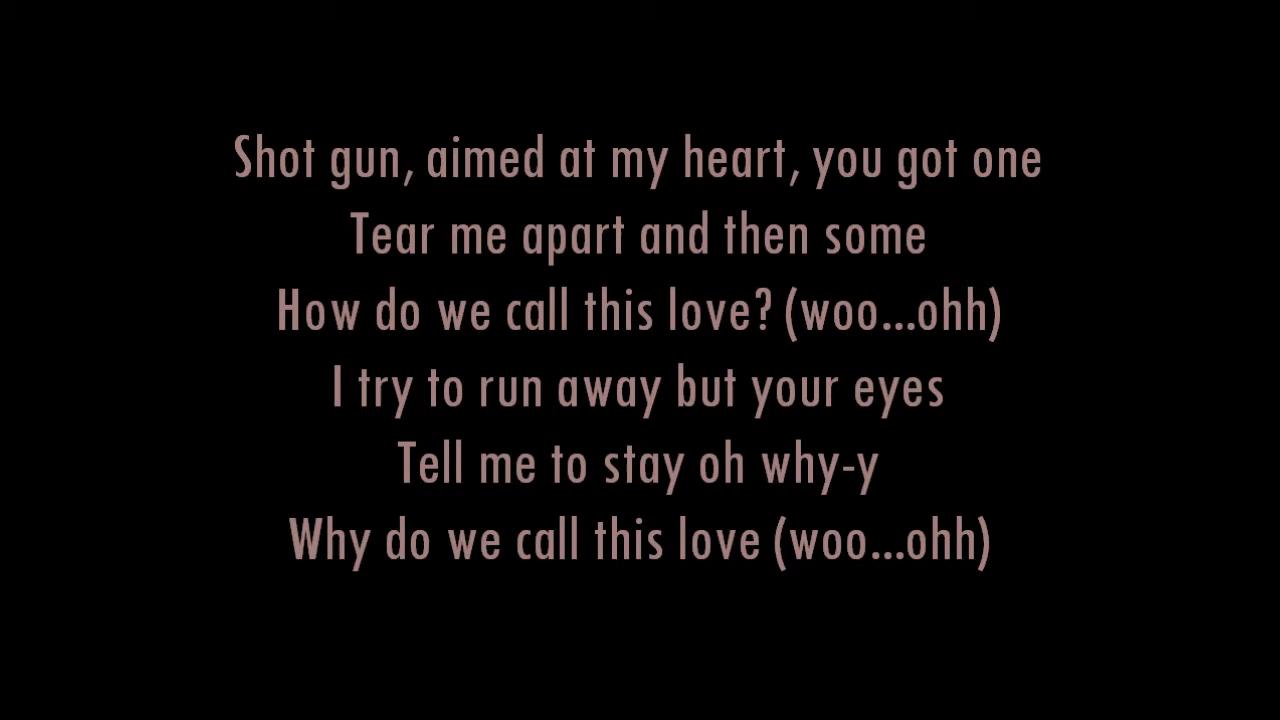 Shot gun, aimed at my heart, you got one
Tear me apart and then some
How do we call this love? (woo...ohh)
I try to run away but your eyes
Tell me to stay oh why-y
Why do we call this love (woo...ohh)